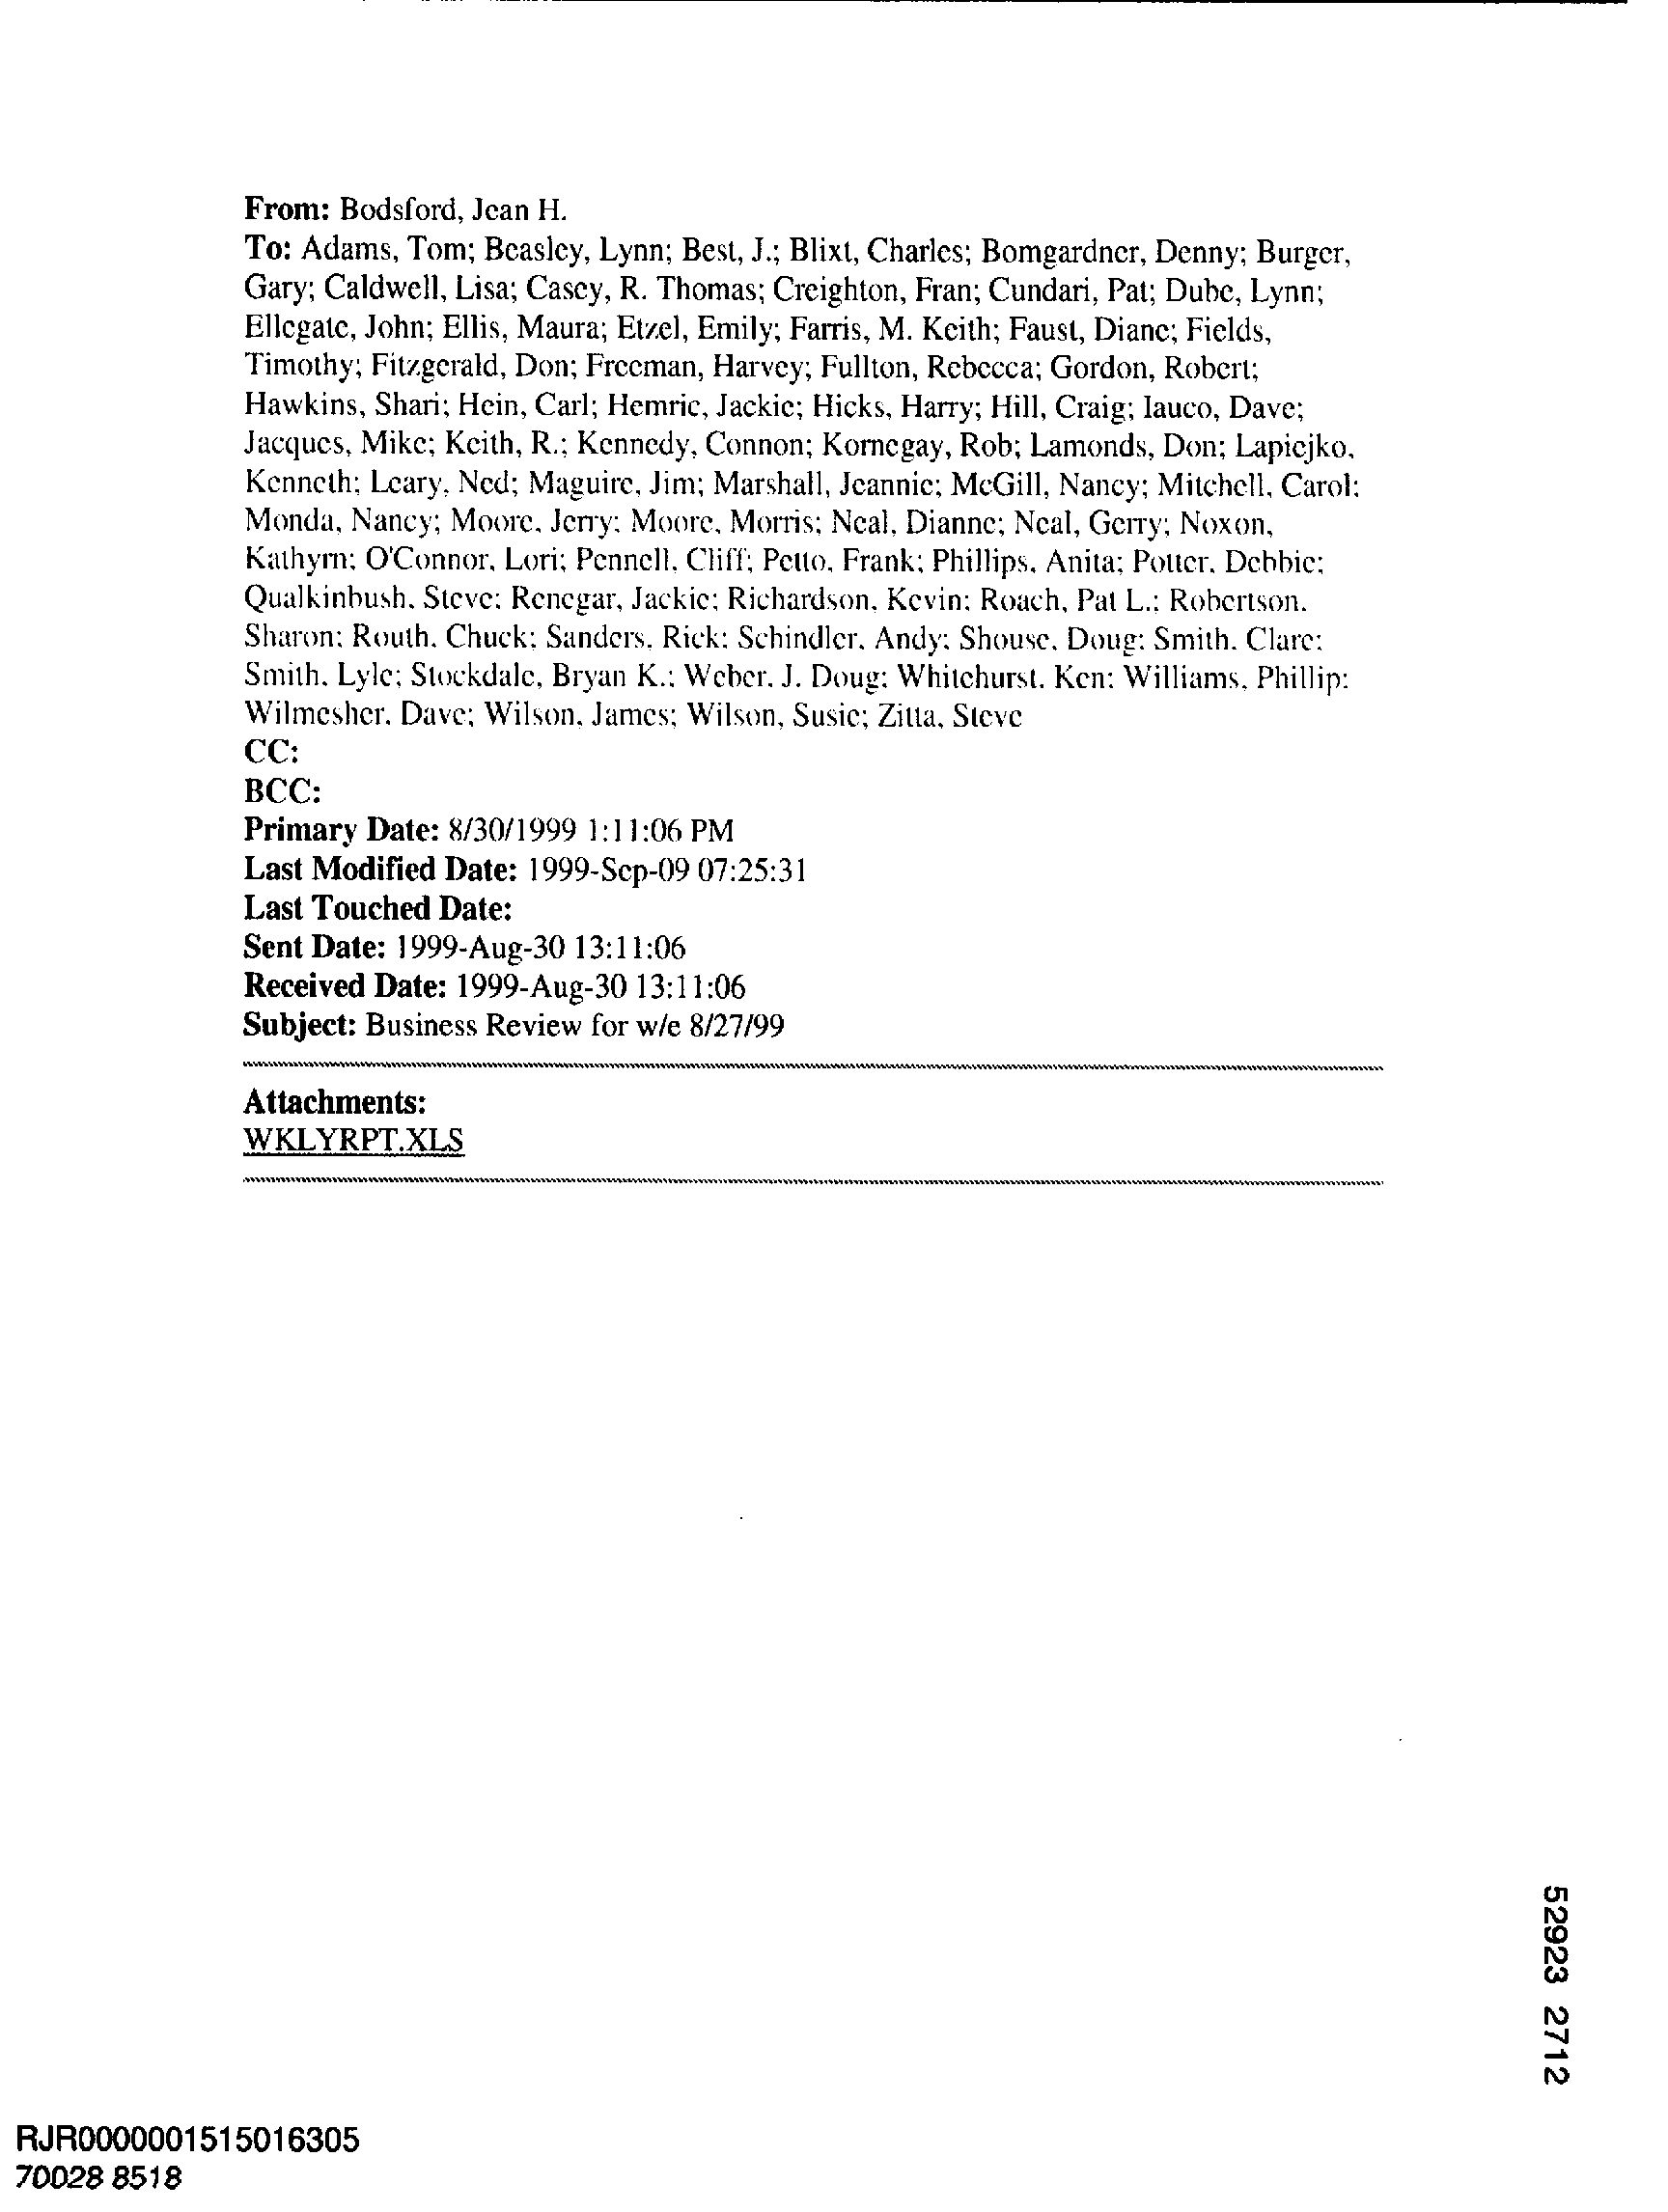 From: Bodsford, Jean H.
To: Adams, Tom; Beasley, Lynn; Best, J.; Blixt, Charles; Bomgardner, Denny; Burger,
Gary; Caldwell, Lisa; Casey, R. Thomas; Creighton, Fran; Cundari, Pat; Dube, Lynn;
Ellegate, John; Ellis, Maura; Etzel, Emily; Farris, M. Keith; Faust, Diane; Fields,
Timothy; Fitzgerald, Don; Freeman, Harvey; Fullton, Rebecca; Gordon, Robert;
Hawkins, Shari; Hein, Carl; Hemric, Jackie; Hicks, Harry; Hill, Craig; Iauco, Dave;
Jacques, Mike; Keith, R.; Kennedy, Connon; Kornegay, Rob; Lamonds, Don; Lapiejko,
Kenneth; Leary, Ned; Maguire, Jim; Marshall, Jeannie; McGill, Nancy; Mitchell, Carol;
Monda, Nancy; Moore, Jerry; Moore, Morris; Neal, Dianne; Neal, Gerry; Noxon,
Kathyrn; O'Connor, Lori; Pennell, Cliff; Petto, Frank; Phillips, Anita; Potter, Debbie;
Qualkinbush, Steve; Renegar, Jackie; Richardson, Kevin; Roach, Pat L.; Robertson,
Sharon; Routh, Chuck; Sanders, Rick; Schindler, Andy; Shouse, Doug; Smith, Clare;
Smith, Lyle; Stockdale, Bryan K.; Weber, J. Doug; Whitehurst, Ken; Williams, Phillip;
Wilmesher, Dave; Wilson, James; Wilson, Susie; Zitta, Steve
CC:
BCC:
Primary Date: 8/30/1999 1:11:06 PM
Last Modified Date: 1999-Sep-09 07:25:31
Last Touched Date:
Sent Date: 1999-Aug-30 13:11:06
Received Date: 1999-Aug-30 13:11:06
Subject: Business Review for w/e 8/27/99
Attachments:
WKLYRPT.XLS
52923 2712
RJR0000001515016305
70028 8518